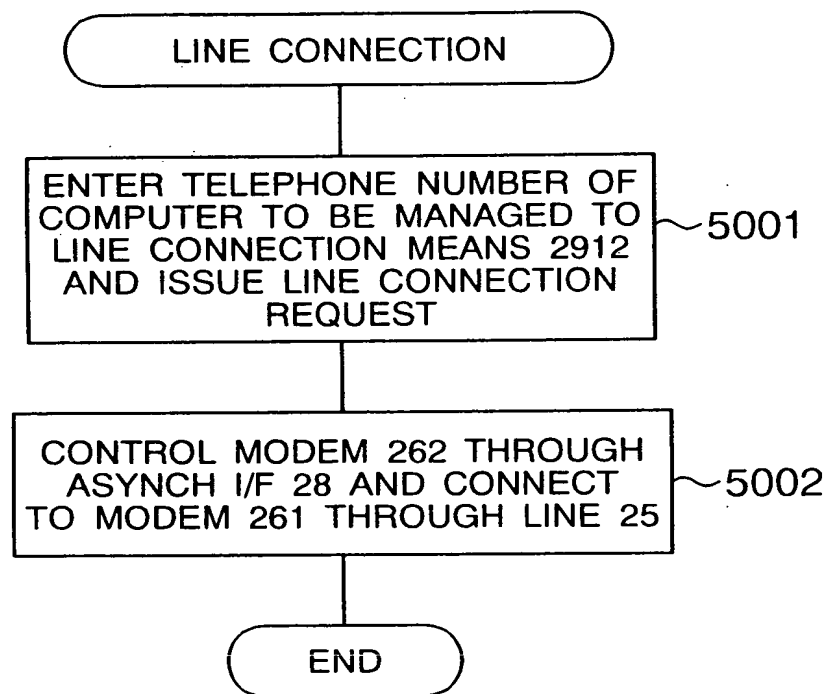 LINE CONNECTION
ENTER TELEPHONE NUMBER OF
COMPUTER TO BE MANAGED TO
LINE CONNECTION MEANS 2912
AND ISSUE LINE CONNECTION
REQUEST
5001
CONTROL MODEM 262 THROUGH
ASYNCH I/F 28 AND CONNECT
TO MODEM 261 THROUGH LINE 25
5002
END